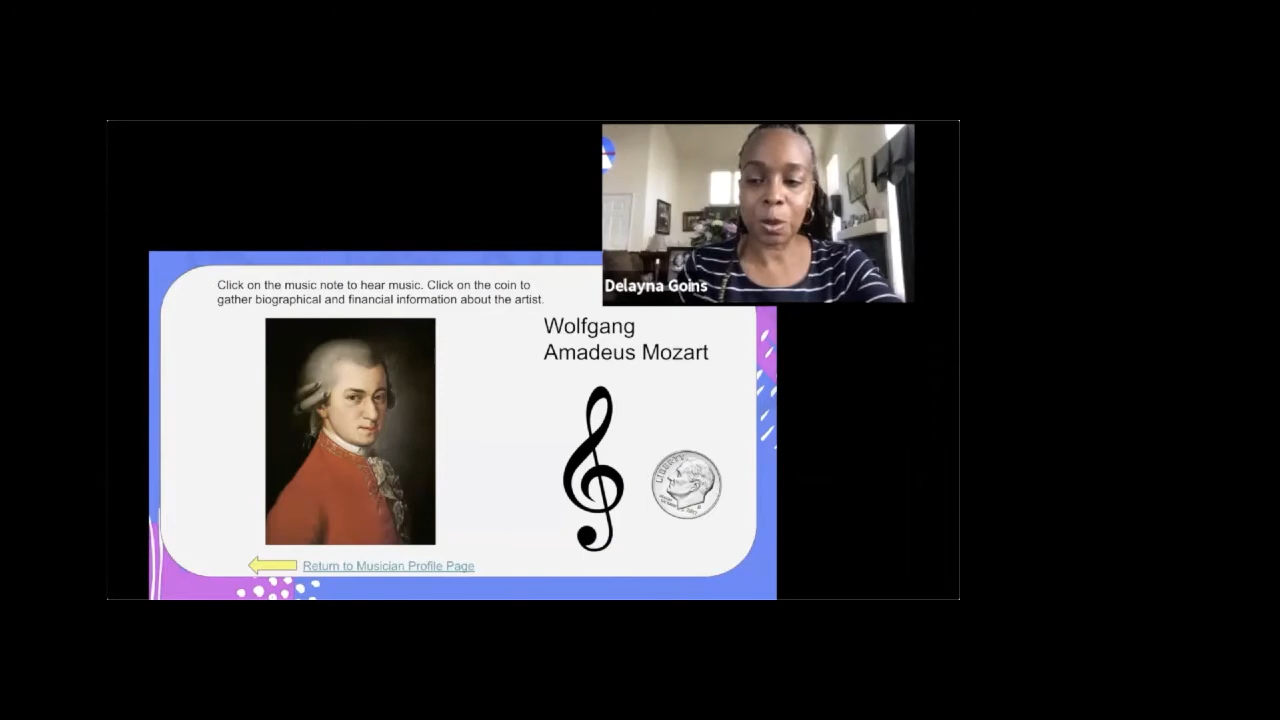 Click on the music note to hear music. Click on the coin to
gather biographical and financial information about the artist.
Delayna Goins
Wolfgang
Amadeus Mozart
LIBERTY
Return to Musician Profile Page